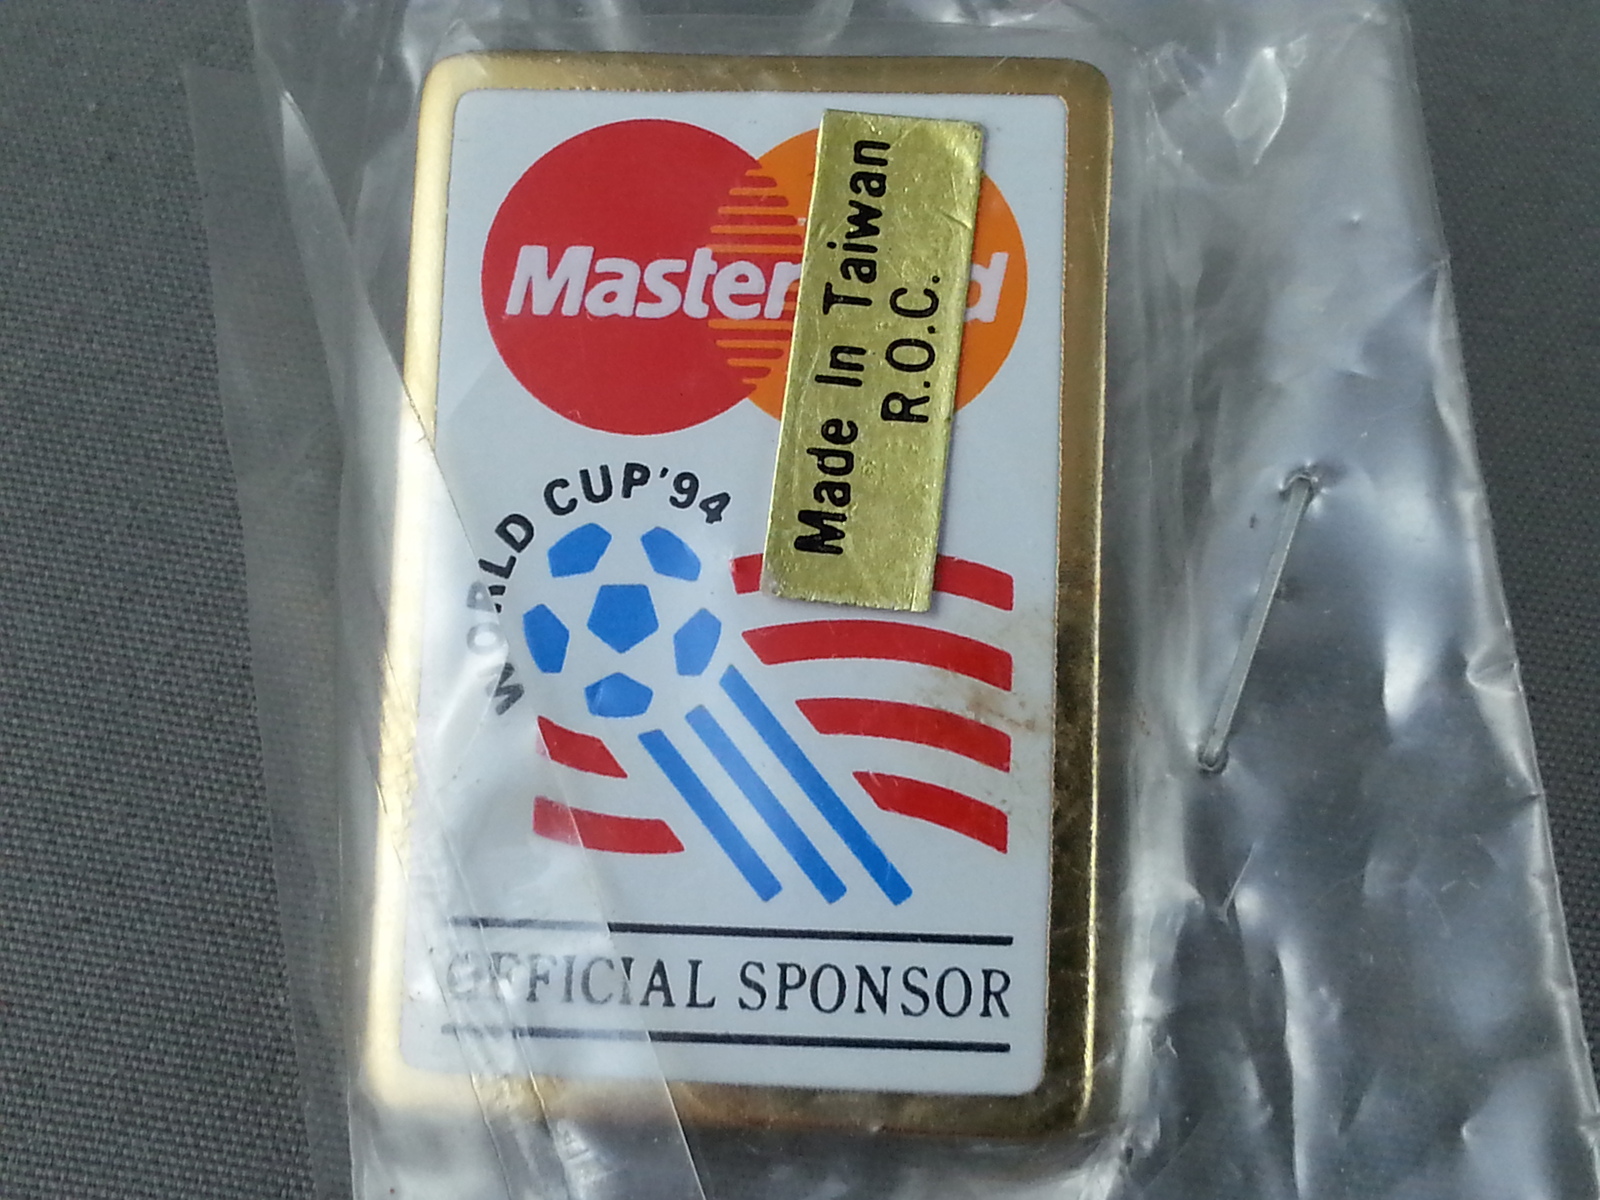 Master d
Made In Taiwan
R.O.C.
WORLD CUP '94
OFFICIAL SPONSOR